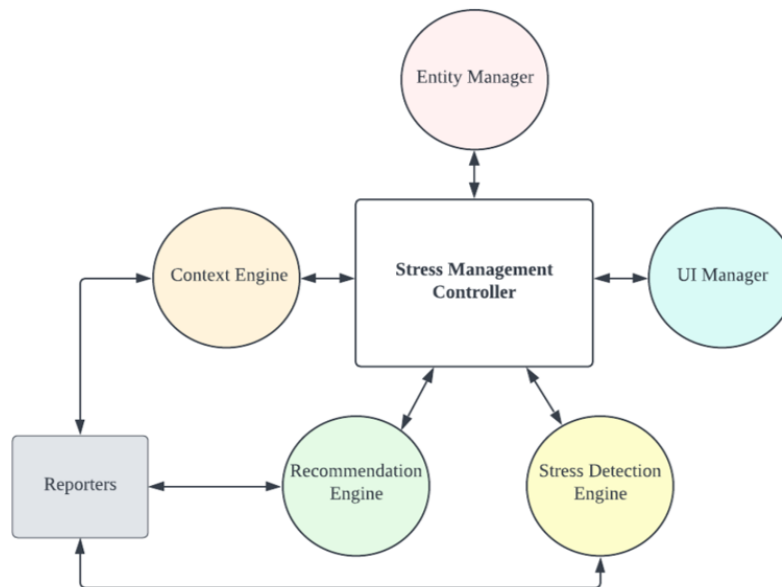 Entity Manager
Context Engine
Stress Management
Controller
UI Manager
Reporters
Recommendation
Engine
Stress Detection
Engine